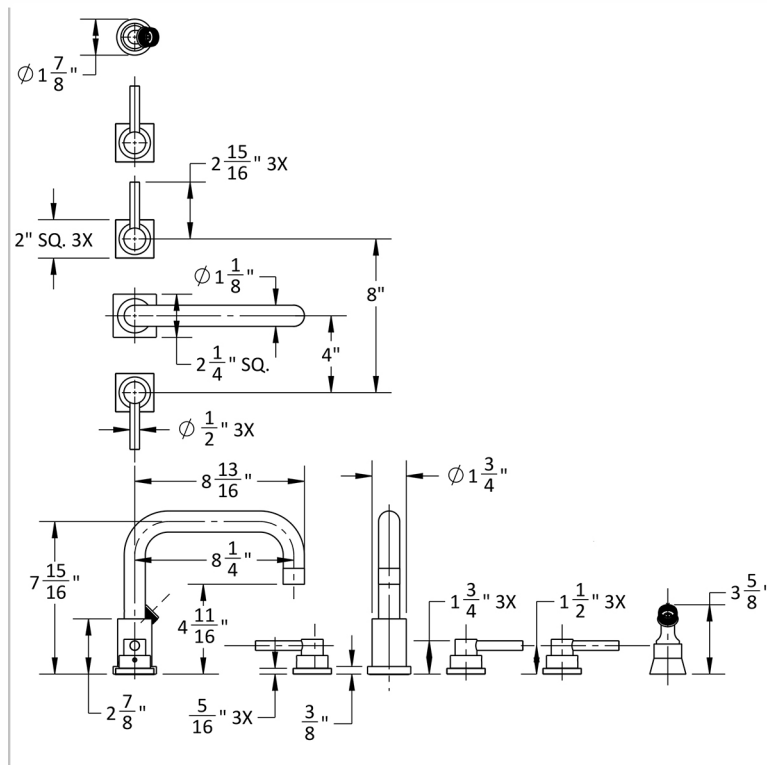 Ø 1 7/8"
2 15/16" 3X
2" SQ. 3X
Ø 1 1/8"
8"
4"
2 1/4" SQ.
Ø 1/2" 3X
8 13/16"
Ø 1 3/4"
8 1/4"
7 15/16"
4 11/16"
1 3/4" 3X
1 1/2" 3X
3 5/8"
2 7/8"
5/16" 3X
3/8"